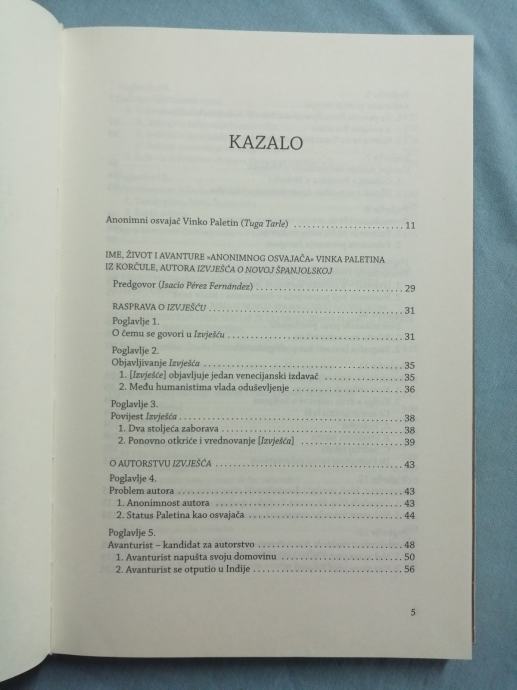 KAZALO
Anonimni osvajač Vinko Paletin (Tuga Tarle) ........................ 11
IME, ŽIVOT I AVANTURE »ANONIMNOG OSVAJAČA« VINKA PALETINA
IZ KORČULE, AUTORA IZVJEŠĆA O NOVOJ ŠPANJOLSKOJ
Predgovor (Isacio Pérez Fernández) ........................ 29
RASPRAVA O IZVJEŠĆU ........................ 31
Poglavlje 1.
O čemu se govori u Izvješću ........................ 31
Poglavlje 2.
Objavljivanje Izvješća ........................ 35
1. [Izvješće] objavljuje jedan venecijanski izdavač ........................ 35
2. Među humanistima vlada oduševljenje ........................ 36
Poglavlje 3.
Povijest Izvješća ........................ 38
1. Dva stoljeća zaborava ........................ 38
2. Ponovno otkriće i vrednovanje [Izvješća] ........................ 39
O AUTORSTVU IZVJEŠĆA ........................ 43
Poglavlje 4.
Problem autora ........................ 43
1. Anonimnost autora ........................ 43
2. Status Paletina kao osvajača ........................ 44
Poglavlje 5.
Avanturist – kandidat za autorstvo ........................ 48
1. Avanturist napušta svoju domovinu ........................ 50
2. Avanturist se otputio u Indije ........................ 56
5